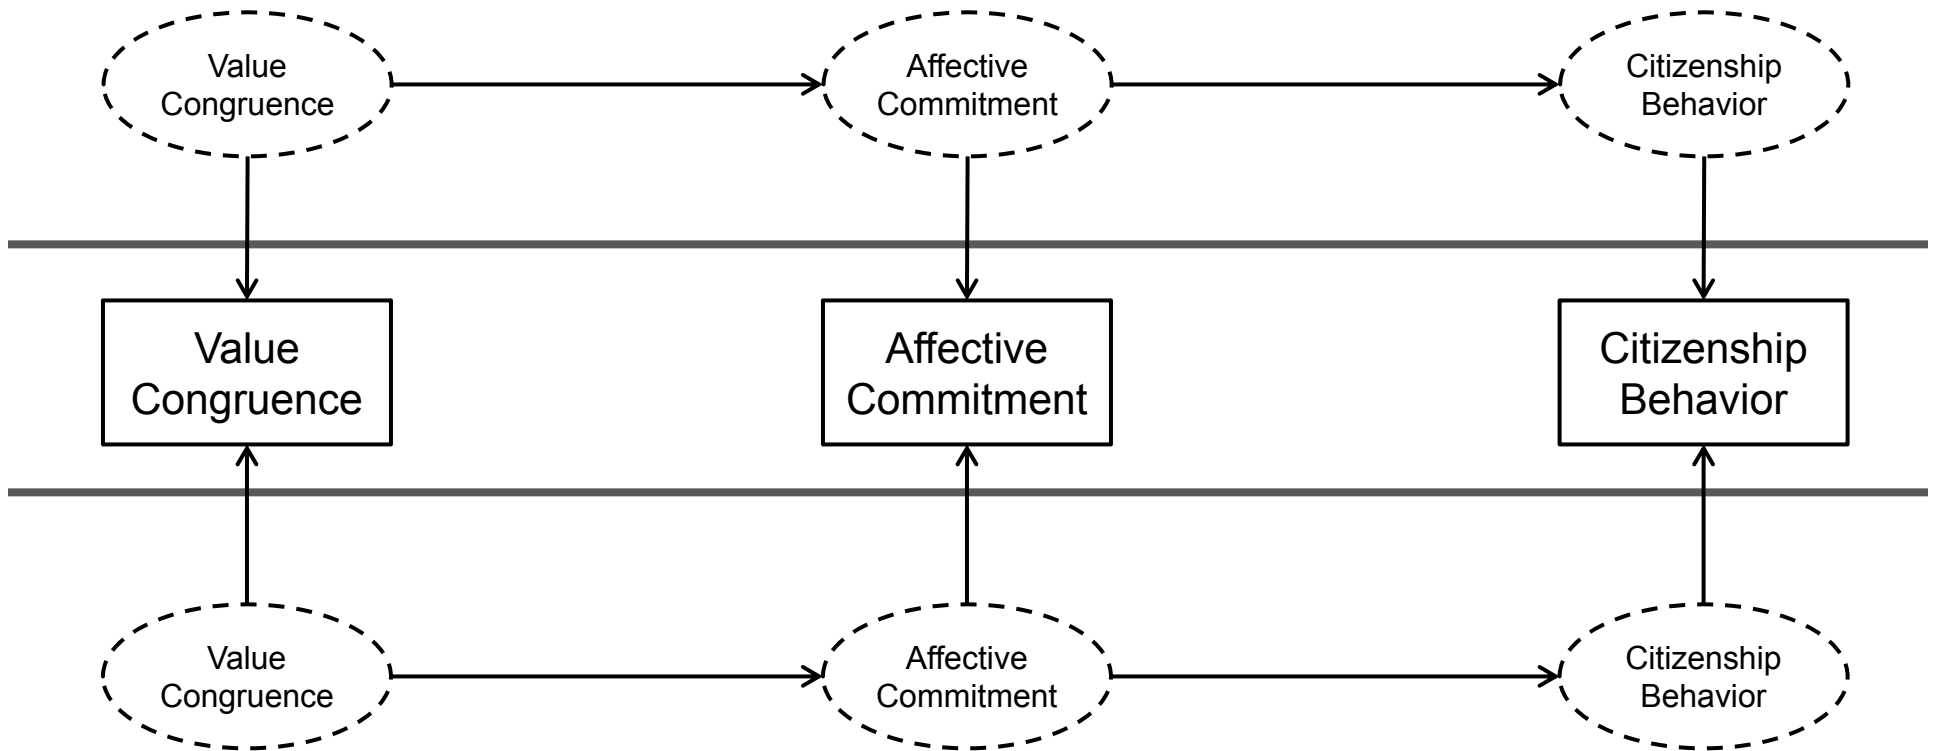 Value
Congruence
Affective
Commitment
Citizenship
Behavior
Value
Congruence
Affective
Commitment
Citizenship
Behavior
Value
Congruence
Affective
Commitment
Citizenship
Behavior